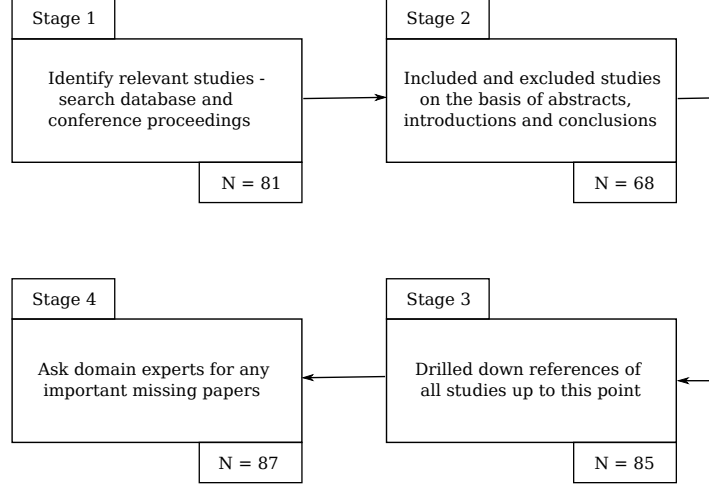 Stage 1
Identify relevant studies -
search database and
conference proceedings
N = 81
Stage 2
Included and excluded studies
on the basis of abstracts,
introductions and conclusions
N = 68
Stage 3
Drilled down references of
all studies up to this point
N = 85
Stage 4
Ask domain experts for any
important missing papers
N = 87